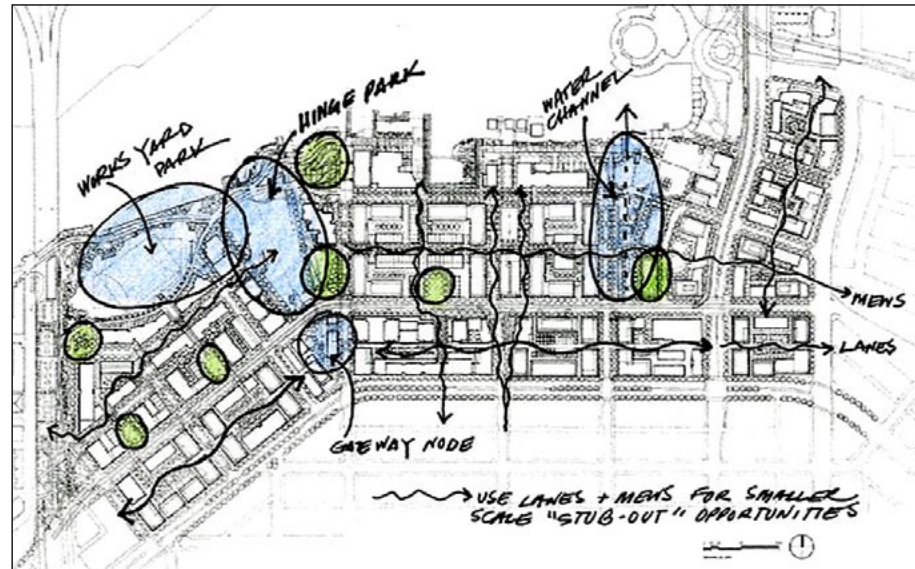 HINGE PARK
WATER
CHANNEL
WORKS YARD
PARK
MEWS
LANES
GATEWAY NODE
USE LANES + MEWS FOR SMALLER
SCALE "STUB-OUT" OPPORTUNITIES